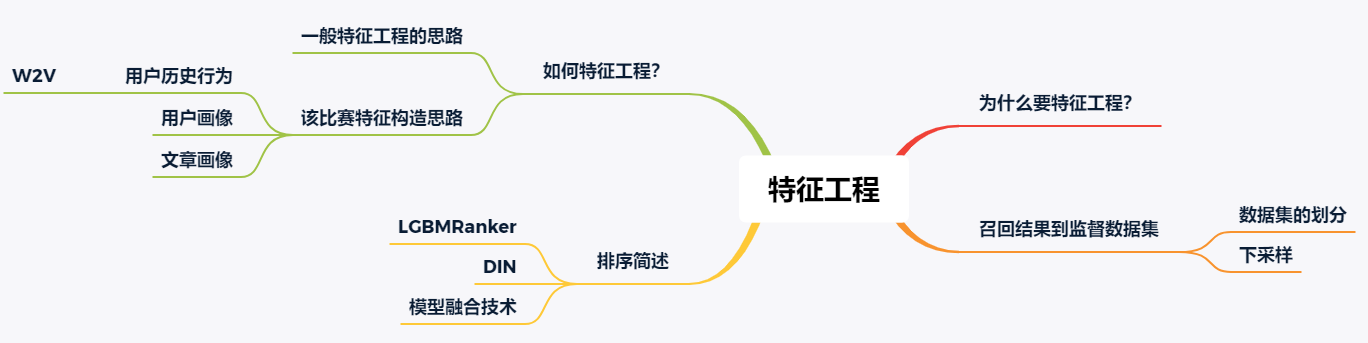 特征工程
为什么要特征工程？
召回结果到监督数据集
数据集的划分
下采样
如何特征工程？
一般特征工程的思路
该比赛特征构造思路
用户历史行为
W2V
用户画像
文章画像
排序简述
LGBMRanker
DIN
模型融合技术